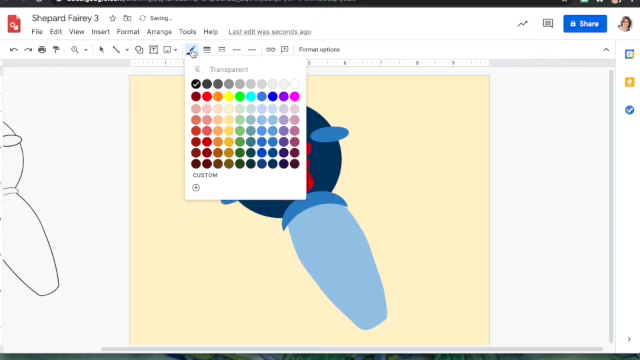 Shepard Fairey 3
Saving...
File Edit View Insert Format Arrange Tools Help Last edit was seconds ago
Share
Format options
Transparent
CUSTOM